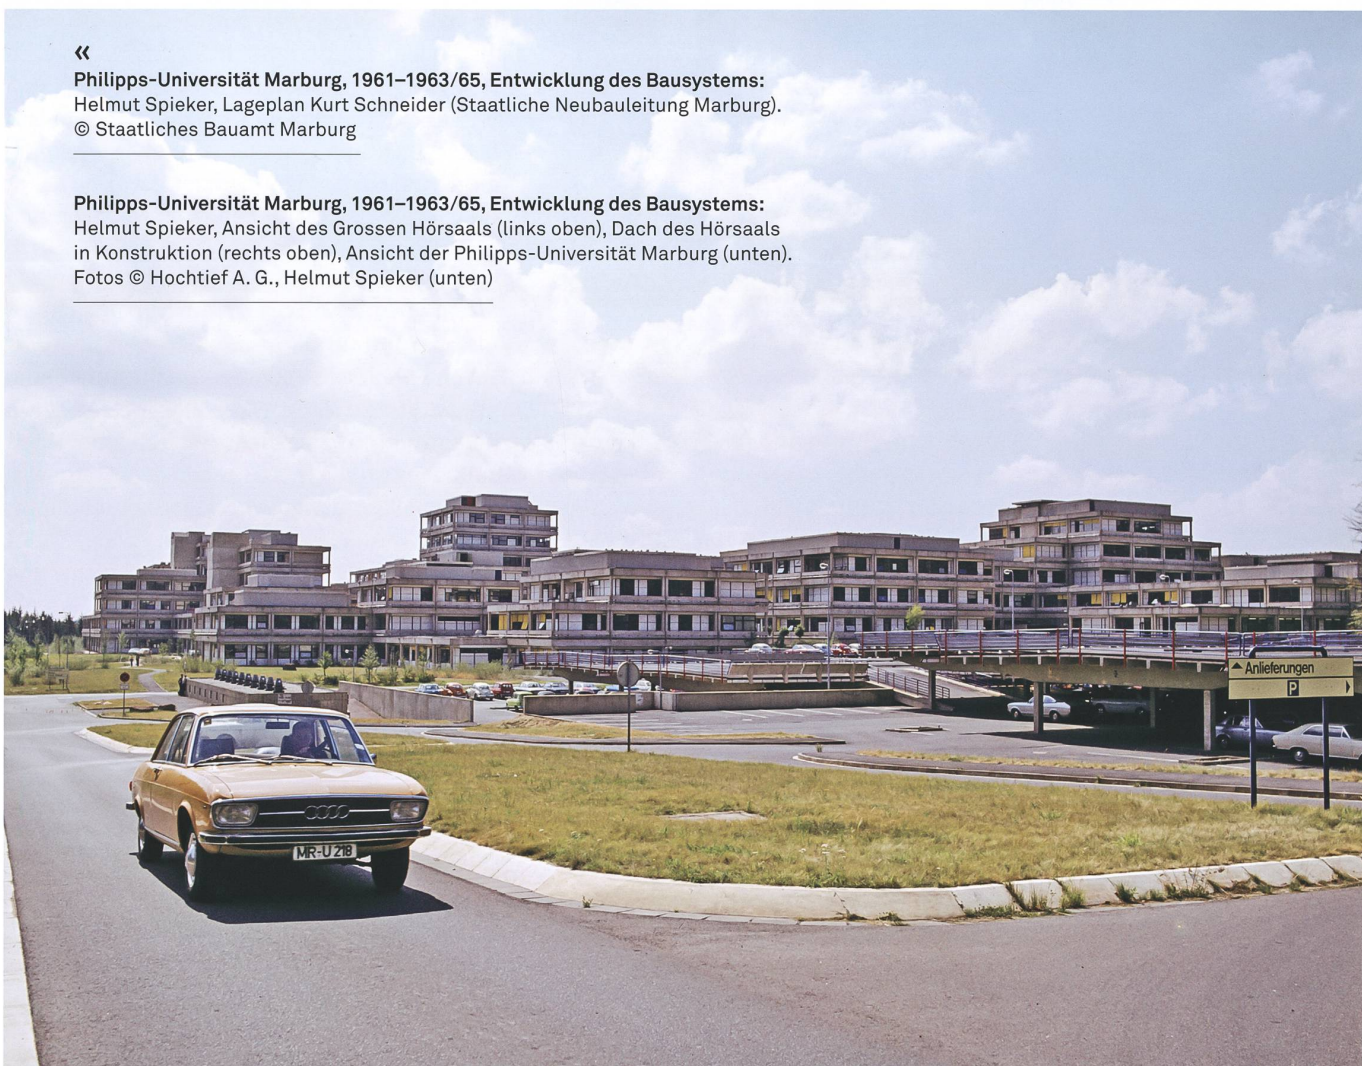 «
Philipps-Universität Marburg, 1961–1963/65, Entwicklung des Bausystems:
Helmut Spieker, Lageplan Kurt Schneider (Staatliche Neubauleitung Marburg).
© Staatliches Bauamt Marburg
Philipps-Universität Marburg, 1961–1963/65, Entwicklung des Bausystems:
Helmut Spieker, Ansicht des Grossen Hörsaals (links oben), Dach des Hörsaals
in Konstruktion (rechts oben), Ansicht der Philipps-Universität Marburg (unten).
Fotos © Hochtief A. G., Helmut Spieker (unten)
Anlieferungen
P
MR-U 218